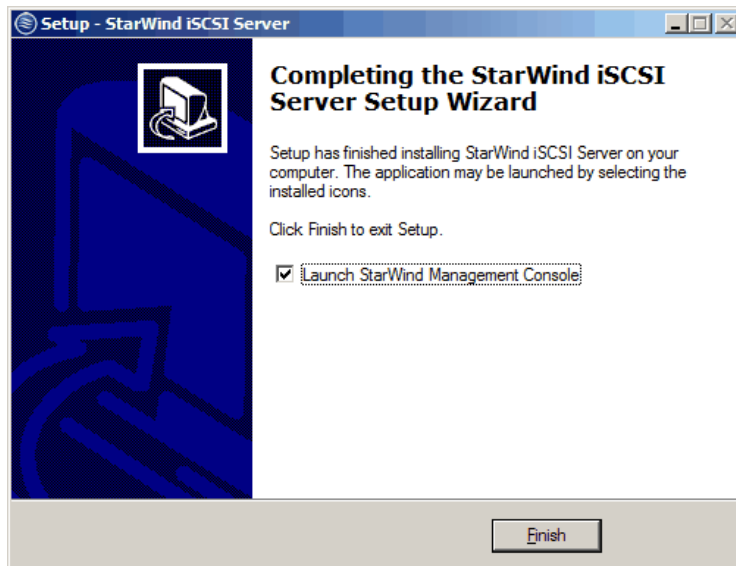 Setup - StarWind iSCSI Server
Completing the StarWind iSCSI
Server Setup Wizard
Setup has finished installing StarWind iSCSI Server on your
computer. The application may be launched by selecting the
installed icons.
Click Finish to exit Setup.
Launch StarWind Management Console
Finish